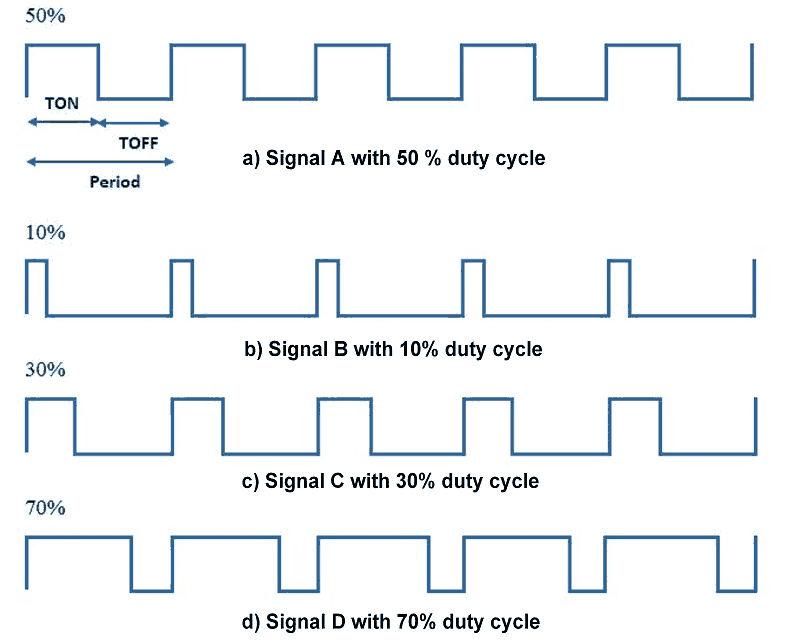 50%
TON
TOFF
a) Signal A with 50 % duty cycle
Period
10%
b) Signal B with 10% duty cycle
30%
c) Signal C with 30% duty cycle
70%
d) Signal D with 70% duty cycle